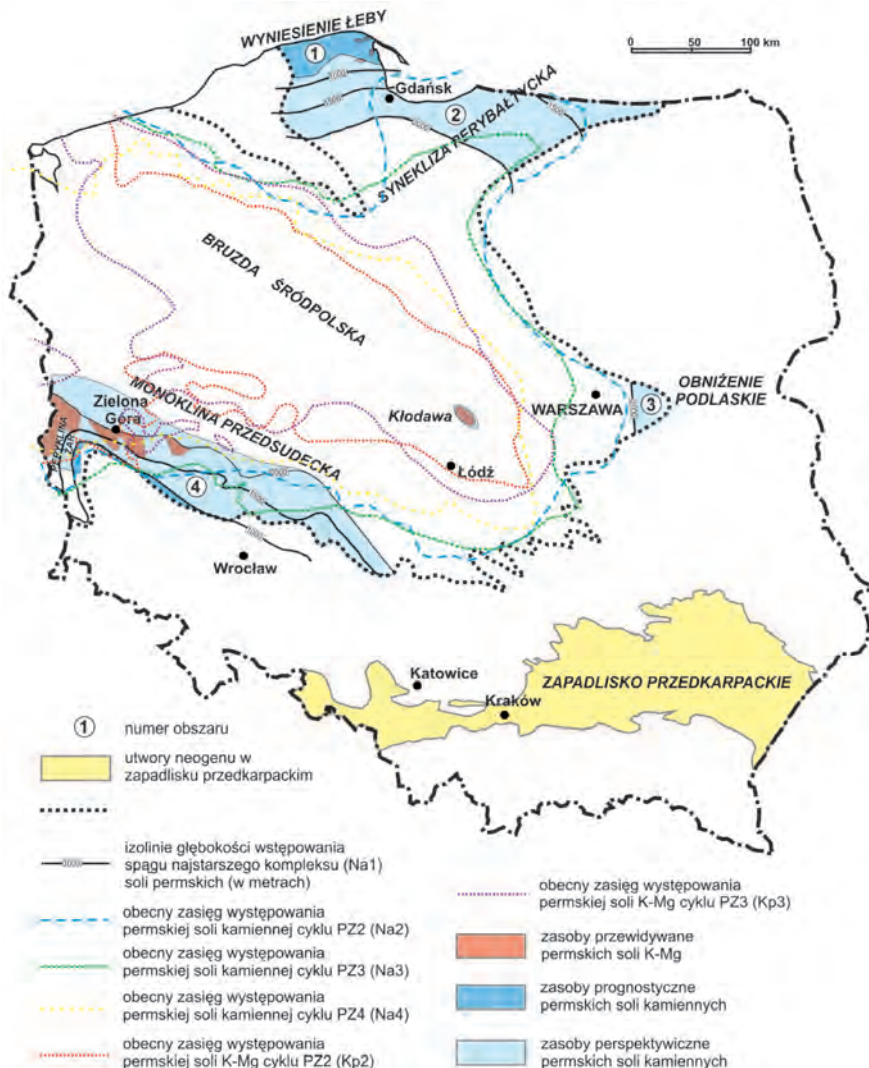 WYNIESIENIE ŁEBY
1
0 50 100 km
Gdańsk
2
SYNEKLIZA PERYBAŁTYCKA
BRUZDA ŚRÓDPOLSKA
MONOKLINA PRZEDSUDECKA
Zielona
Góra
Kłodawa
WARSZAWA
3
OBNIŻENIE
PODLASKIE
Łódź
4
Wrocław
Katowice
Kraków
ZAPADLISKO PRZEDKARPACKIE
1 numer obszaru
utwory neogenu w
zapadlisku przedkarpackim
izolinie głębokości wstępowania
spągu najstarszego kompleksu (Na1)
soli permskich (w metrach)
obecny zasięg występowania
permskiej soli kamiennej cyklu PZ2 (Na2)
obecny zasięg występowania
permskiej soli kamiennej cyklu PZ3 (Na3)
obecny zasięg występowania
permskiej soli kamiennej cyklu PZ4 (Na4)
obecny zasięg występowania
permskiej soli K-Mg cyklu PZ2 (Kp2)
obecny zasięg występowania
permskiej soli K-Mg cyklu PZ3 (Kp3)
zasoby przewidywane
permskich soli K-Mg
zasoby prognostyczne
permskich soli kamiennych
zasoby perspektywiczne
permskich soli kamiennych